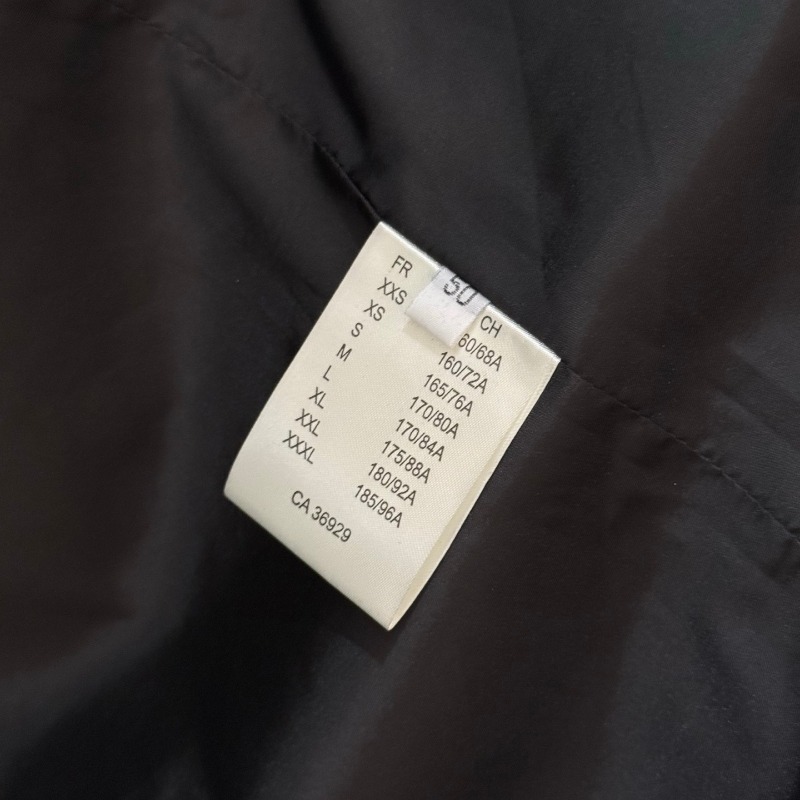 50
FR CH
XXS 60/68A
XS 160/72A
S 165/76A
M 170/80A
L 170/84A
XL 175/88A
XXL 180/92A
XXXL 185/96A
CA 36929